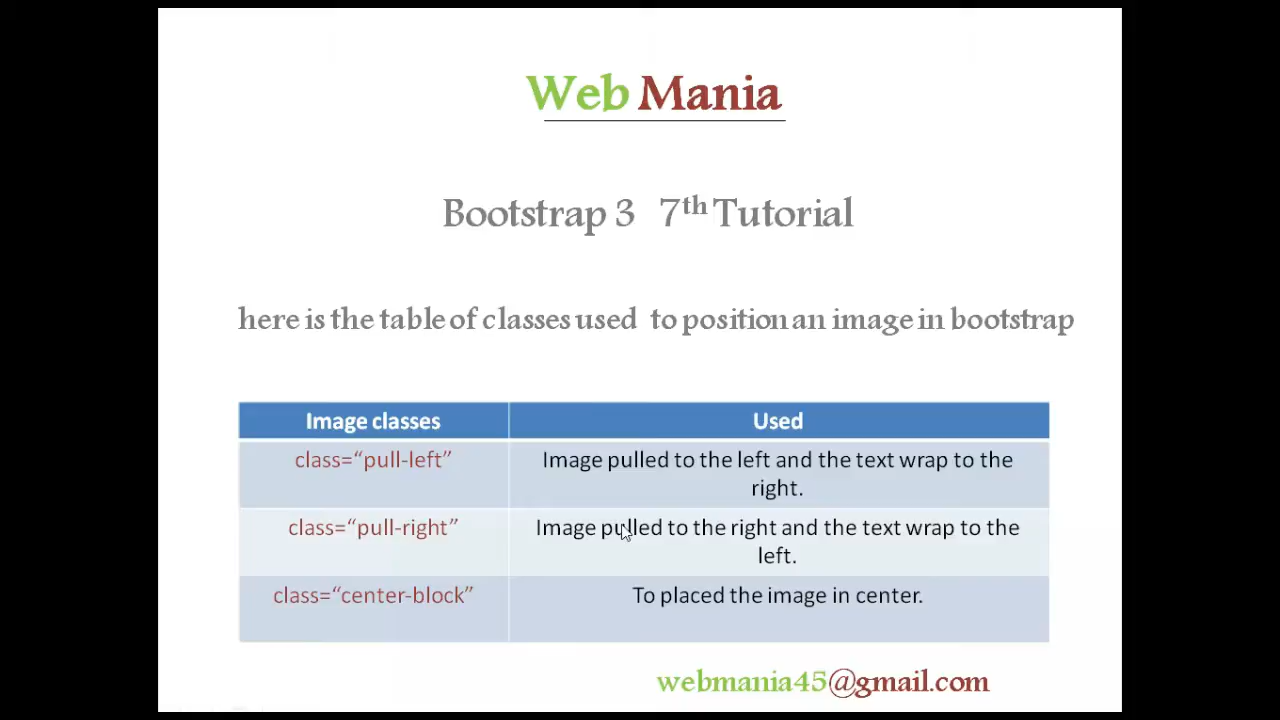 Web Mania
Bootstrap 3 7th Tutorial
here is the table of classes used to position an image in bootstrap
Image classes Used
class=“pull-left” Image pulled to the left and the text wrap to the
right.
class=“pull-right” Image pulled to the right and the text wrap to the
left.
class=“center-block” To placed the image in center.
webmania45@gmail.com